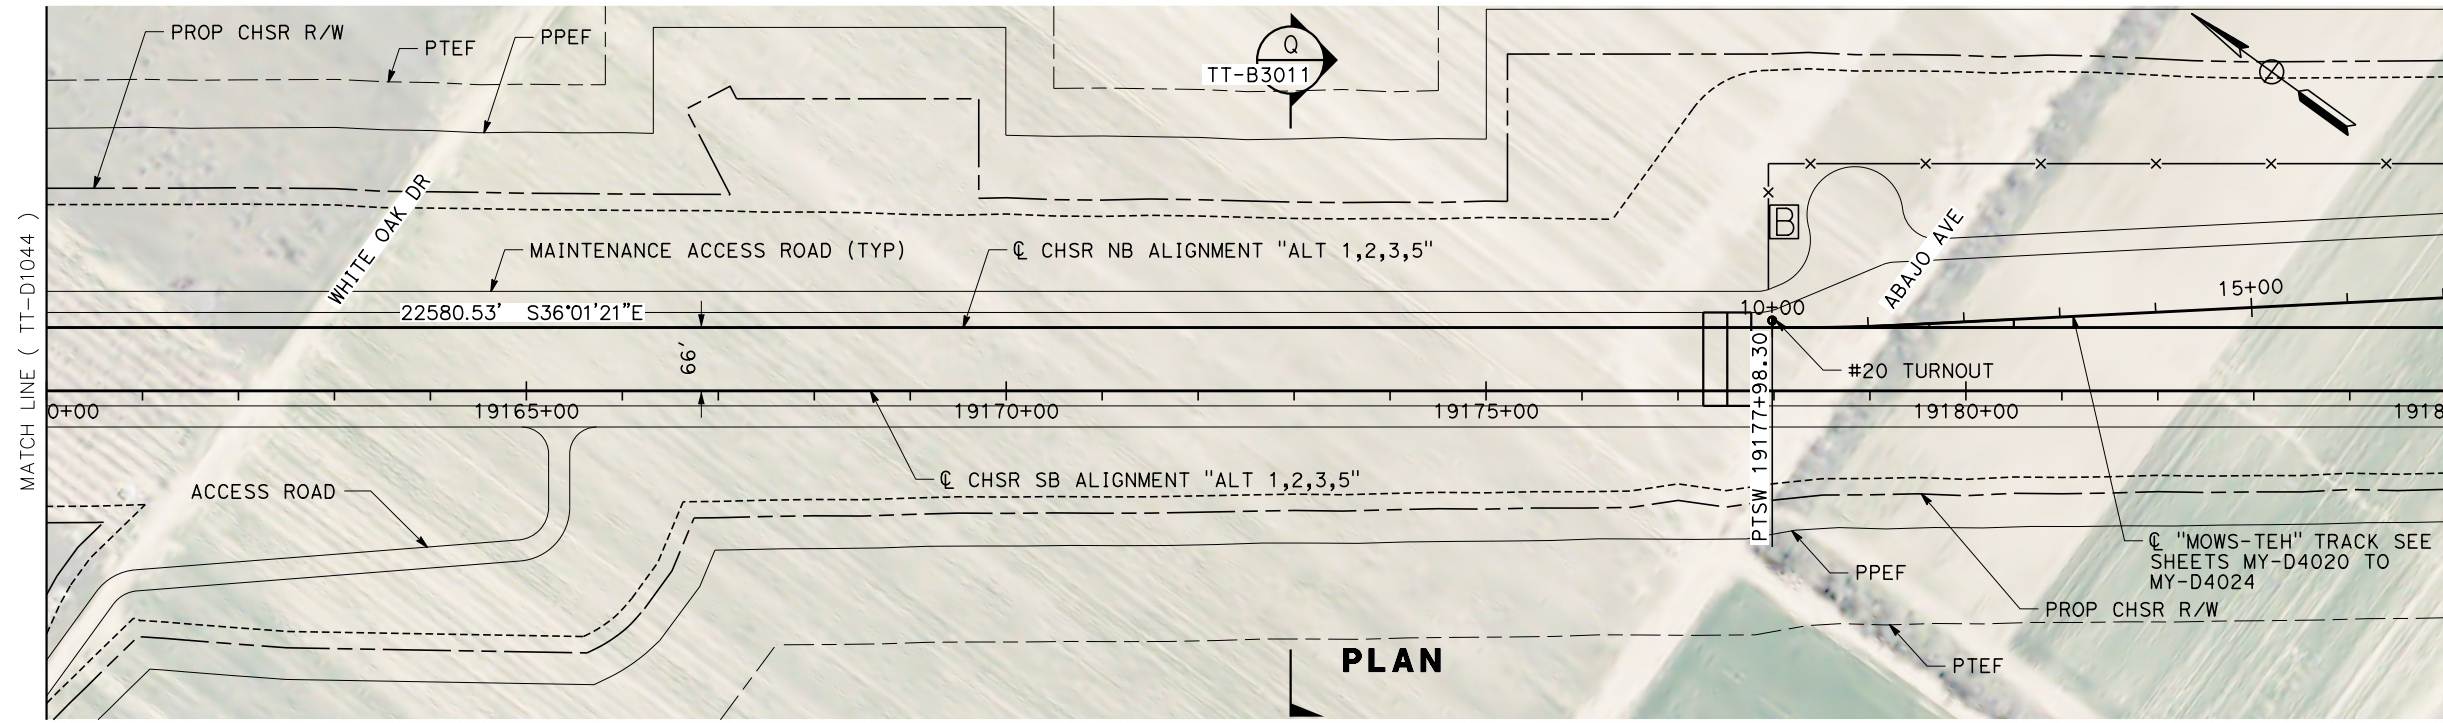 PROP CHSR R/W
PTEF
PPEF
Q
TT-B3011
MATCH LINE ( TT-D1044 )
WHITE OAK DR
MAINTENANCE ACCESS ROAD (TYP)
℄ CHSR NB ALIGNMENT "ALT 1,2,3,5"
B
ABAJO AVE
22580.53' S36°01'21"E
10+00
15+00
66'
#20 TURNOUT
0+00
19165+00
19170+00
19175+00
19180+00
1918
PTSW 19177+98.30
ACCESS ROAD
℄ CHSR SB ALIGNMENT "ALT 1,2,3,5"
℄ "MOWS-TEH" TRACK SEE
SHEETS MY-D4020 TO
MY-D4024
PPEF
PROP CHSR R/W
PTEF
PLAN